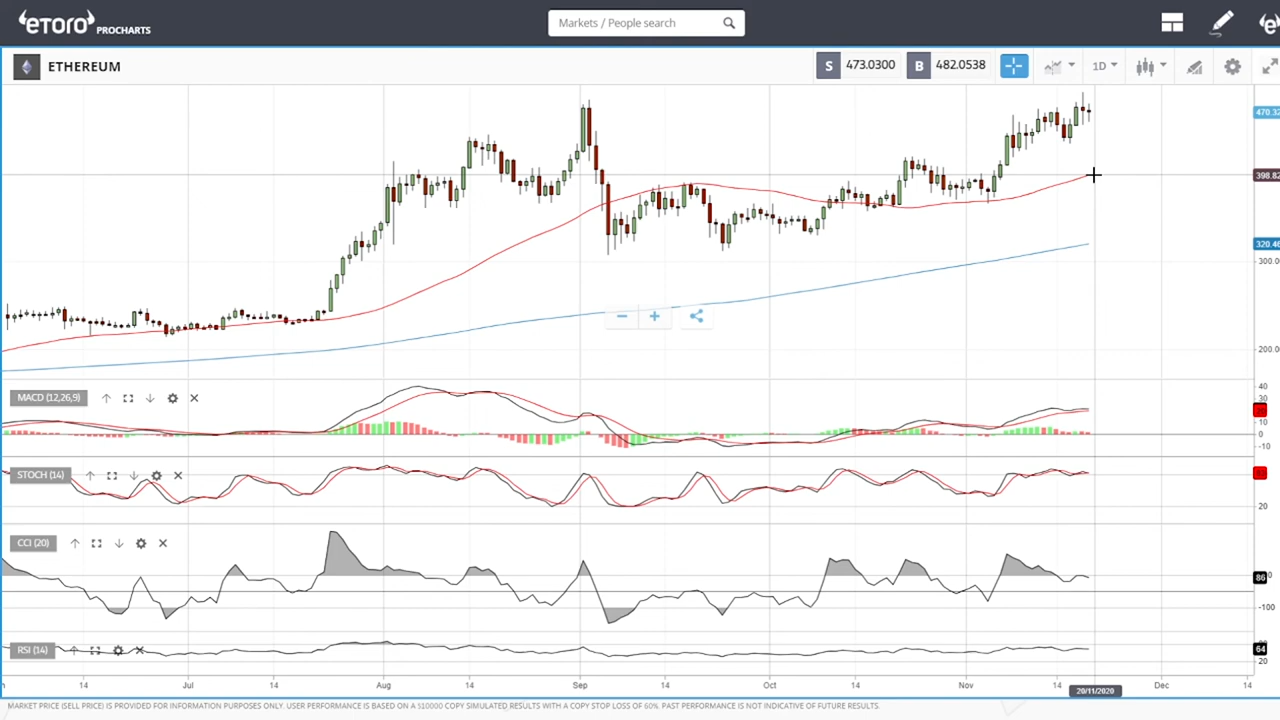 etoro PROCHARTS
Markets / People search
ETHEREUM
S 473.0300 B 482.0538
1D
470.32
398.82
320.46
300.00
200.00
MACD (12,26,9)
40
30
10
0
-10
STOCH (14)
20
CCI (20)
86
-100
RSI (14)
64
20
14 Jul 14 Aug 14 Sep 14 Oct 14 Nov 14 20/11/2020 Dec 14
MARKET PRICE (SELL PRICE) IS PROVIDED FOR INFORMATION PURPOSES ONLY. USER PERFORMANCE IS BASED ON A $10000 COPY SIMULATED RESULTS WITH A COPY STOP LOSS OF 60%. PAST PERFORMANCE IS NOT INDICATIVE OF FUTURE RESULTS.